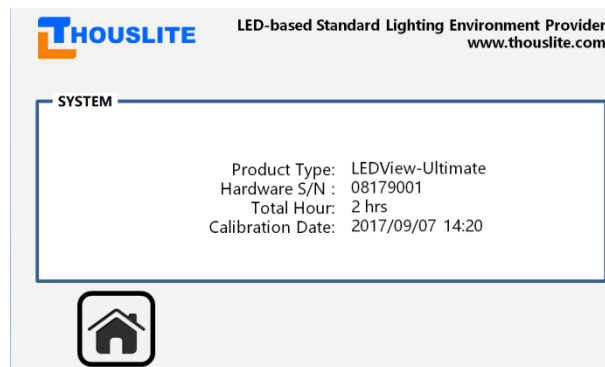 THOUSLITE
LED-based Standard Lighting Environment Provider
www.thouslite.com
SYSTEM
Product Type: LEDView-Ultimate
Hardware S/N : 08179001
Total Hour: 2 hrs
Calibration Date: 2017/09/07 14:20